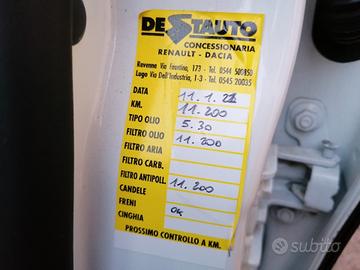 DESTAUTO
CONCESSIONARIA
RENAULT - DACIA
Ravenna Via Faentina, 173 - Tel. 0544 500850
Lugo Via Dell'Industria, 1-3 - Tel. 0545 20035
DATA 11.1.21
KM. 11.200
TIPO OLIO 5.30
FILTRO OLIO 11.200
FILTRO ARIA
FILTRO CARB.
FILTRO ANTIPOLL. 11.200
CANDELE
FRENI OK
CINGHIA
PROSSIMO CONTROLLO A KM.
subito